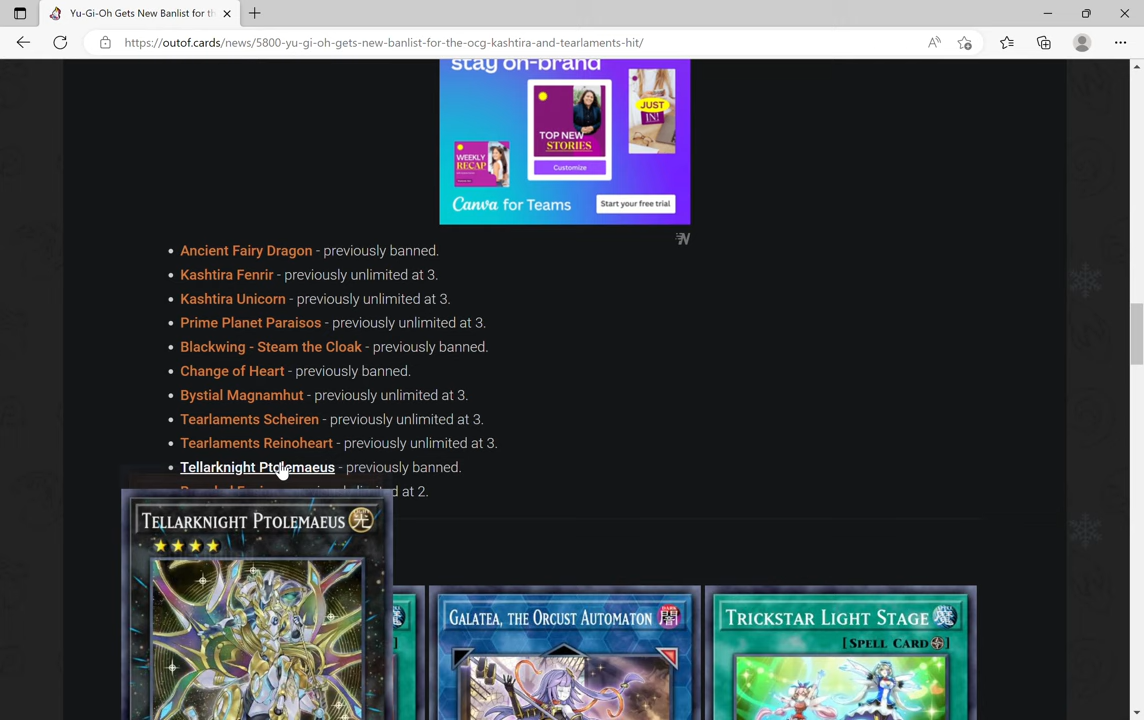 Yu-Gi-Oh Gets New Banlist for th
https://outof.cards/news/5800-yu-gi-oh-gets-new-banlist-for-the-ocg-kashtira-and-tearlaments-hit/
stay on-brand
JUST
IN!
TOP NEW
STORIES
WEEKLY
RECAP
Customize
Canva for Teams
Start your free trial
Ancient Fairy Dragon - previously banned.
Kashtira Fenrir - previously unlimited at 3.
Kashtira Unicorn - previously unlimited at 3.
Prime Planet Paraisos - previously unlimited at 3.
Blackwing - Steam the Cloak - previously banned.
Change of Heart - previously banned.
Bystial Magnamhut - previously unlimited at 3.
Tearlaments Scheiren - previously unlimited at 3.
Tearlaments Reinoheart - previously unlimited at 3.
Tellarknight Ptolemaeus - previously banned.
d at 2.
TELLARKNIGHT PTOLEMAEUS 光
GALATEA, THE ORCUST AUTOMATON 闇
TRICKSTAR LIGHT STAGE 魔
[SPELL CARD]